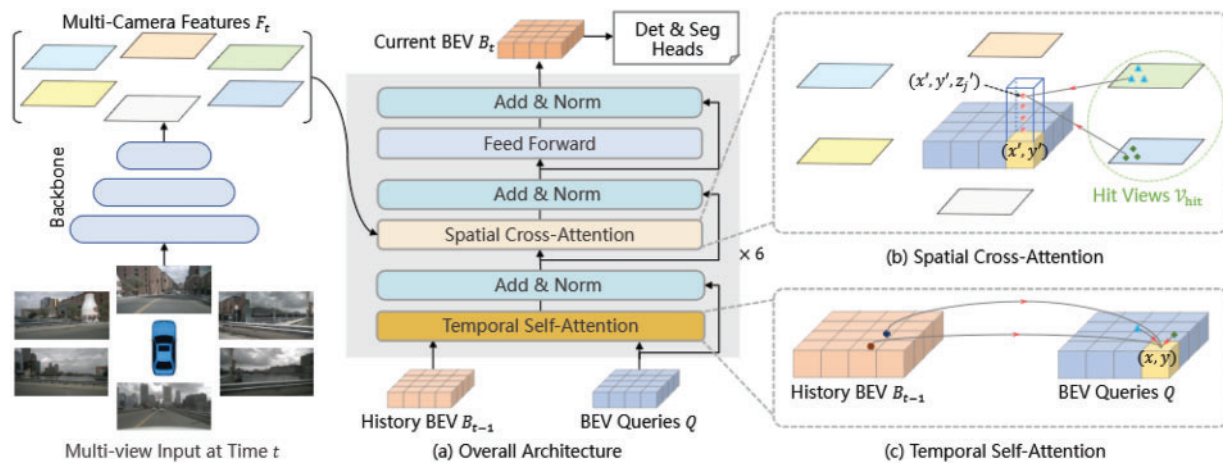 Multi-Camera Features F_t
Backbone
Multi-view Input at Time t
Current BEV B_t
Det & Seg
Heads
Add & Norm
Feed Forward
Add & Norm
Spatial Cross-Attention
Add & Norm
Temporal Self-Attention
× 6
History BEV B_{t−1}
BEV Queries Q
(a) Overall Architecture
(x′, y′, z_j′)
(x′, y′)
Hit Views 𝒱_hit
(b) Spatial Cross-Attention
(x, y)
History BEV B_{t−1}
BEV Queries Q
(c) Temporal Self-Attention